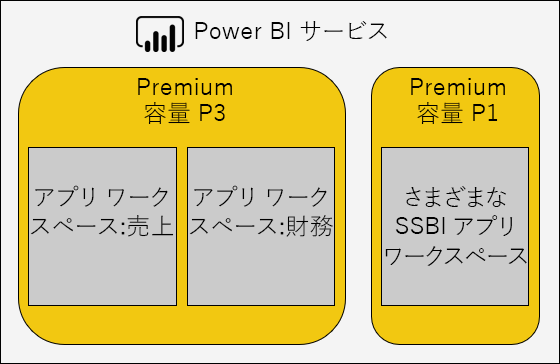 Power BI サービス
Premium
容量 P3
アプリ ワーク
スペース:売上
アプリ ワーク
スペース:財務
Premium
容量 P1
さまざまな
SSBI アプリ
ワークスペース